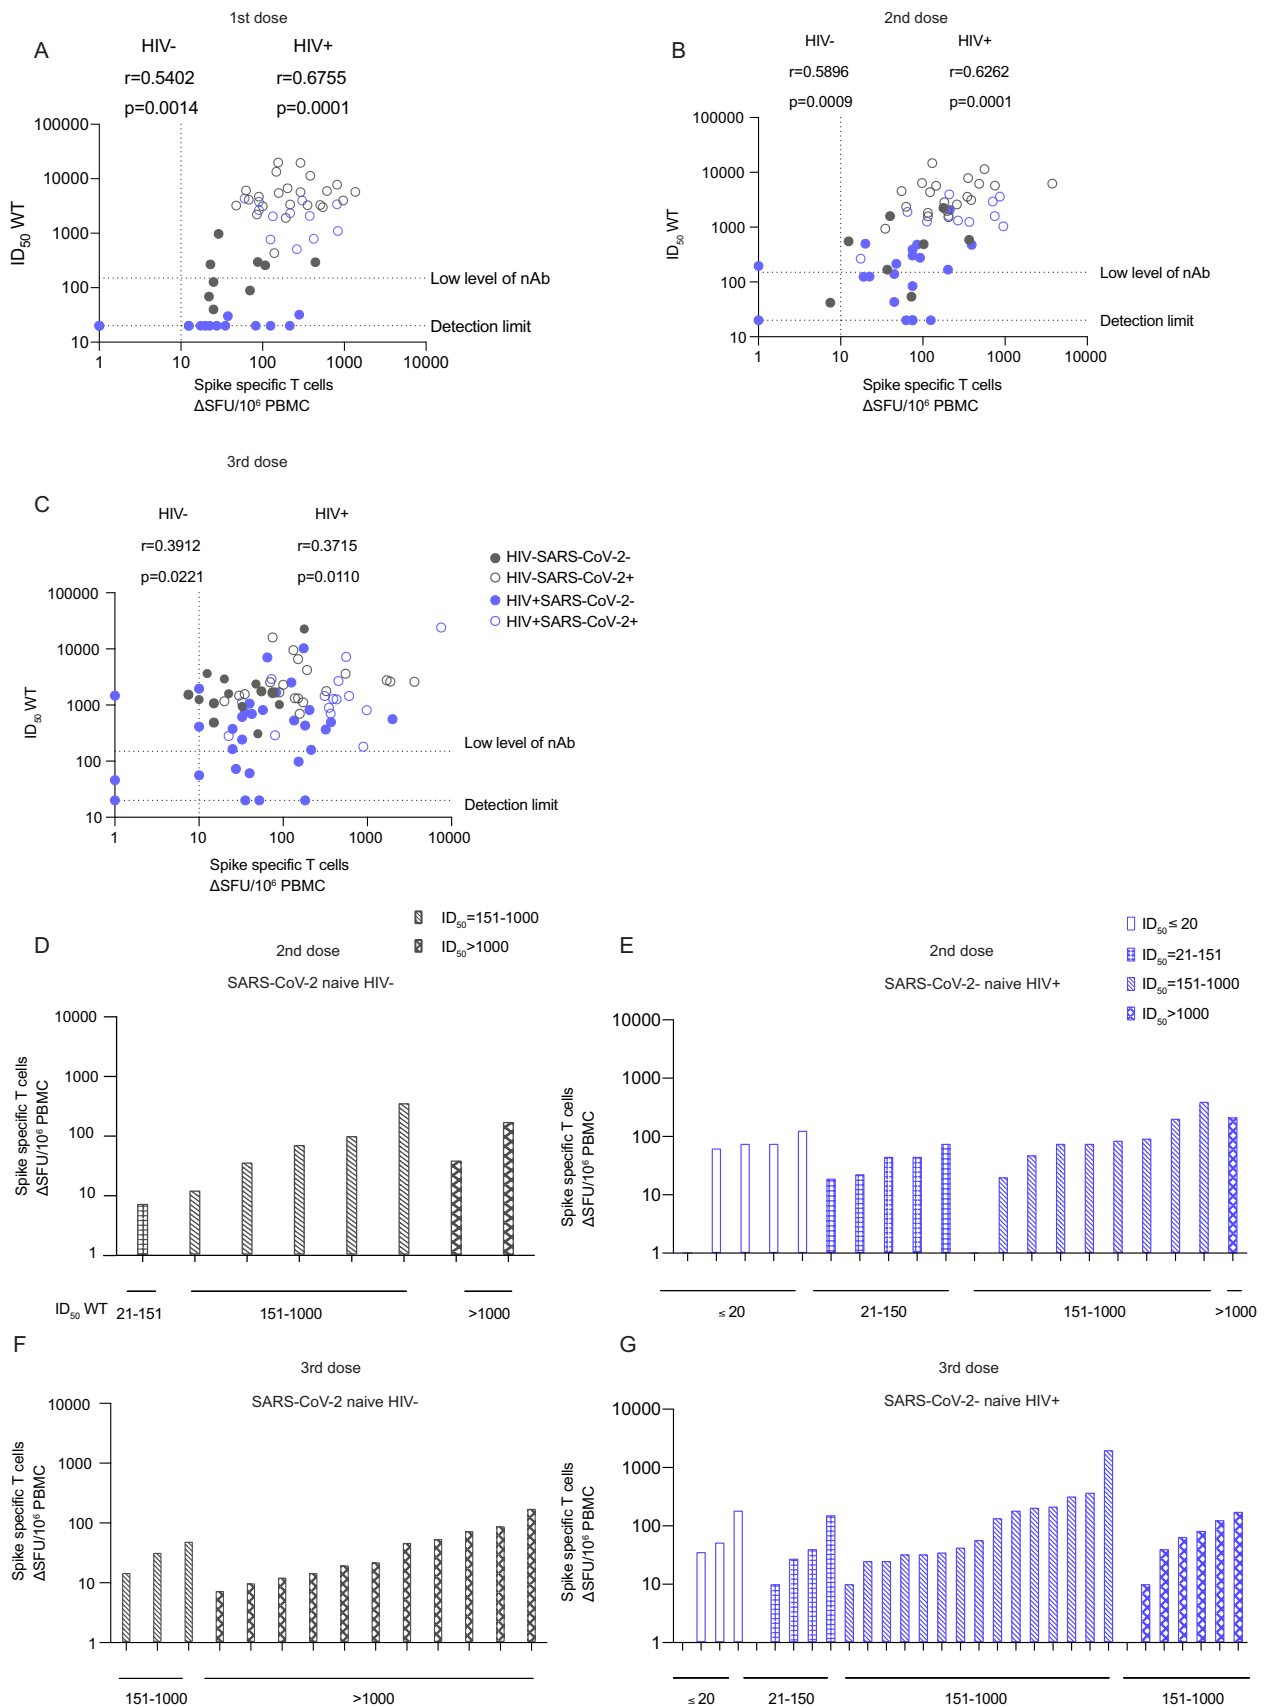 1st dose
A
HIV-
HIV+
r=0.5402
r=0.6755
p=0.0014
p=0.0001
100000
10000
1000
100
10
ID50 WT
Low level of nAb
Detection limit
1
10
100
1000
10000
Spike specific T cells
ΔSFU/10⁶ PBMC
2nd dose
B
HIV-
HIV+
r=0.5896
r=0.6262
p=0.0009
p=0.0001
100000
10000
1000
100
10
ID50 WT
Low level of nAb
Detection limit
1
10
100
1000
10000
Spike specific T cells
ΔSFU/10⁶ PBMC
3rd dose
C
HIV-
HIV+
r=0.3912
r=0.3715
p=0.0221
p=0.0110
HIV-SARS-CoV-2-
HIV-SARS-CoV-2+
HIV+SARS-CoV-2-
HIV+SARS-CoV-2+
100000
10000
1000
100
10
ID50 WT
Low level of nAb
Detection limit
1
10
100
1000
10000
Spike specific T cells
ΔSFU/10⁶ PBMC
ID50=151-1000
ID50>1000
D
2nd dose
SARS-CoV-2 naive HIV-
10000
1000
100
10
1
Spike specific T cells
ΔSFU/10⁶ PBMC
ID50 WT
21-151
151-1000
>1000
ID50≤ 20
ID50=21-151
ID50=151-1000
ID50>1000
E
2nd dose
SARS-CoV-2- naive HIV+
10000
1000
100
10
1
Spike specific T cells
ΔSFU/10⁶ PBMC
≤ 20
21-150
151-1000
>1000
F
3rd dose
SARS-CoV-2 naive HIV-
10000
1000
100
10
1
Spike specific T cells
ΔSFU/10⁶ PBMC
151-1000
>1000
G
3rd dose
SARS-CoV-2- naive HIV+
10000
1000
100
10
1
Spike specific T cells
ΔSFU/10⁶ PBMC
≤ 20
21-150
151-1000
151-1000